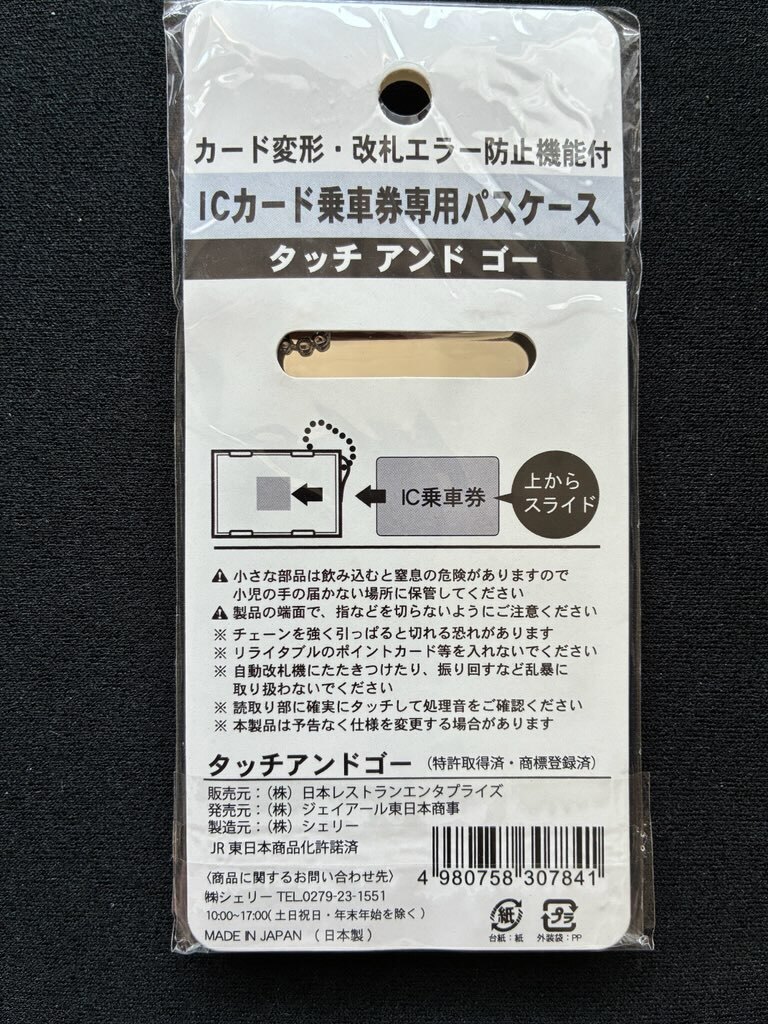 カード変形・改札エラー防止機能付
ICカード乗車券専用パスケース
タッチ アンド ゴー
IC乗車券
上から
スライド
⚠ 小さな部品は飲み込むと窒息の危険がありますので
小児の手の届かない場所に保管してください
⚠ 製品の端面で、指などを切らないようにご注意ください
※ チェーンを強く引っぱると切れる恐れがあります
※ リライタブルのポイントカード等を入れないでください
※ 自動改札機にたたきつけたり、振り回すなど乱暴に
取り扱わないでください
※ 読取り部に確実にタッチして処理音をご確認ください
※ 本製品は予告なく仕様を変更する場合があります
タッチアンドゴー（特許取得済・商標登録済）
販売元：（株）日本レストランエンタプライズ
発売元：（株）ジェイアール東日本商事
製造元：（株）シェリー
JR東日本商品化許諾済
〈商品に関するお問い合わせ先〉
㈱シェリー TEL.0279-23-1551
10:00~17:00（土日祝日・年末年始を除く）
MADE IN JAPAN （日本製）
4 980758 307841
紙
台紙：紙
プラ
外装袋：PP